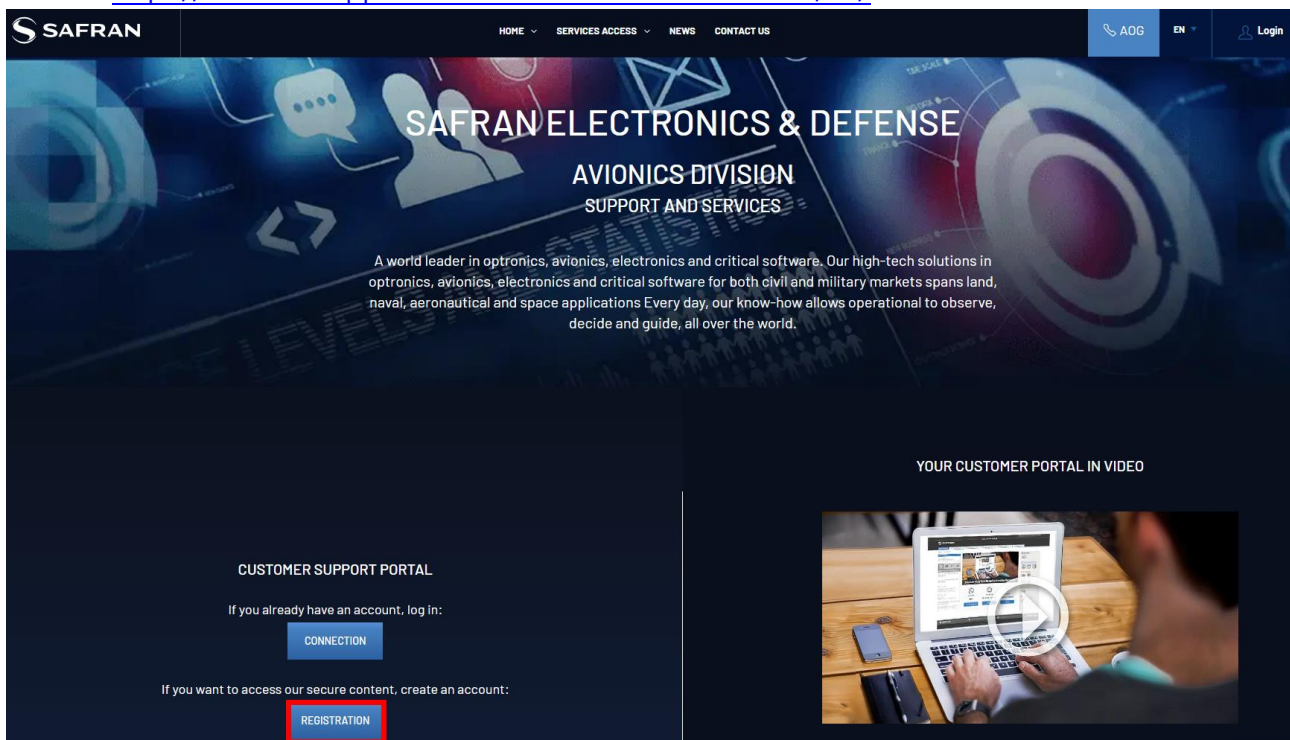 SAFRAN
HOME
SERVICES ACCESS
NEWS
CONTACT US
AOG
EN
Login
SAFRAN ELECTRONICS & DEFENSE
AVIONICS DIVISION
SUPPORT AND SERVICES
A world leader in optronics, avionics, electronics and critical software. Our high-tech solutions in
optronics, avionics, electronics and critical software for both civil and military markets spans land,
naval, aeronautical and space applications Every day, our know-how allows operational to observe,
decide and guide, all over the world.
LEVELS AND STATISTICS.
YOUR CUSTOMER PORTAL IN VIDEO
CUSTOMER SUPPORT PORTAL
If you already have an account, log in:
CONNECTION
If you want to access our secure content, create an account:
REGISTRATION